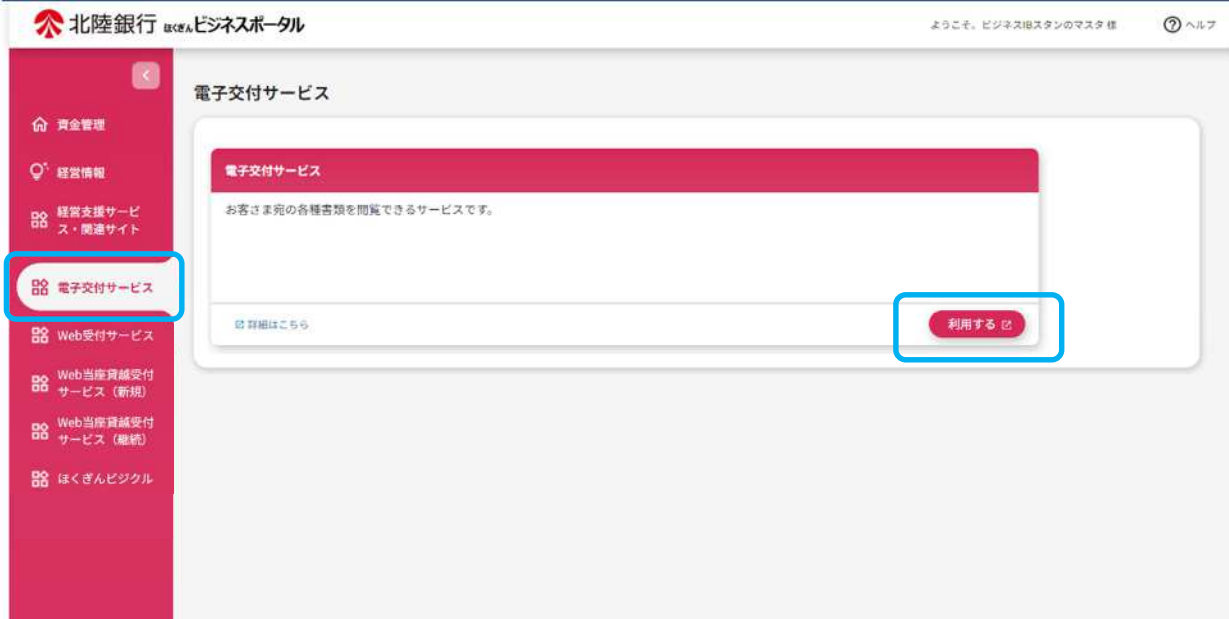 北陸銀行 ほくぎんビジネスポータル
ようこそ、ビジネスIBスタンのマスタ 様
ヘルプ
電子交付サービス
資金管理
経営情報
経営支援サービ
ス・関連サイト
電子交付サービス
Web受付サービス
Web当座貸越受付
サービス（新規）
Web当座貸越受付
サービス（継続）
ほくぎんビジクル
電子交付サービス
お客さま宛の各種書類を閲覧できるサービスです。
詳細はこちら
利用する